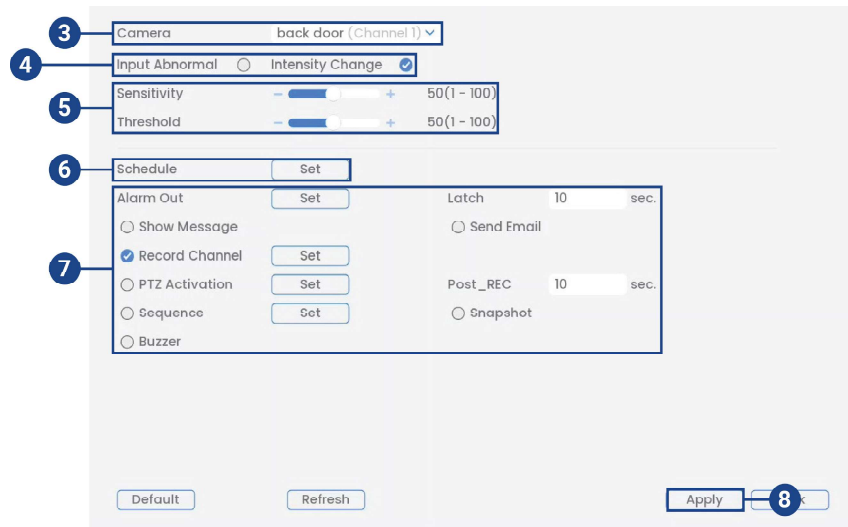 3 Camera back door (Channel 1)
4 Input Abnormal Intensity Change
5
Sensitivity - + 50(1 - 100)
Threshold - + 50(1 - 100)
6 Schedule Set
7
Alarm Out Set Latch 10 sec.
Show Message Send Email
Record Channel Set
PTZ Activation Set Post_REC 10 sec.
Sequence Set Snapshot
Buzzer
Default Refresh Apply 8